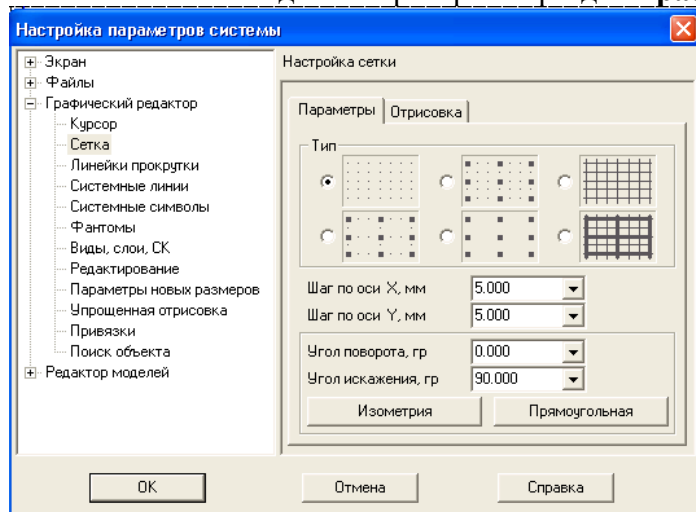 Настройка параметров системы
Экран
Файлы
Графический редактор
Курсор
Сетка
Линейки прокрутки
Системные линии
Системные символы
Фантомы
Виды, слои, СК
Редактирование
Параметры новых размеров
Упрощенная отрисовка
Привязки
Поиск объекта
Редактор моделей
Настройка сетки
Параметры Отрисовка
Тип
Шаг по оси X, мм 5.000
Шаг по оси Y, мм 5.000
Угол поворота, гр 0.000
Угол искажения, гр 90.000
Изометрия Прямоугольная
OK Отмена Справка